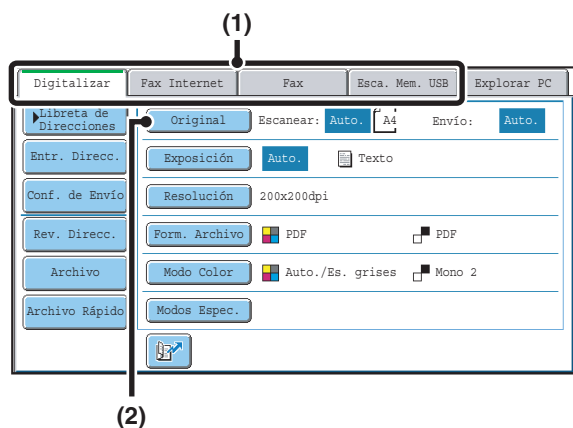 (1)
Digitalizar Fax Internet Fax Esca. Mem. USB Explorar PC
Libreta de
Direcciones
Original Escanear: Auto. A4 Envío: Auto.
Entr. Direcc. Exposición Auto. Texto
Conf. de Envío Resolución 200x200dpi
Rev. Direcc. Form. Archivo PDF PDF
Archivo Modo Color Auto./Es. grises Mono 2
Archivo Rápido Modos Espec.
(2)